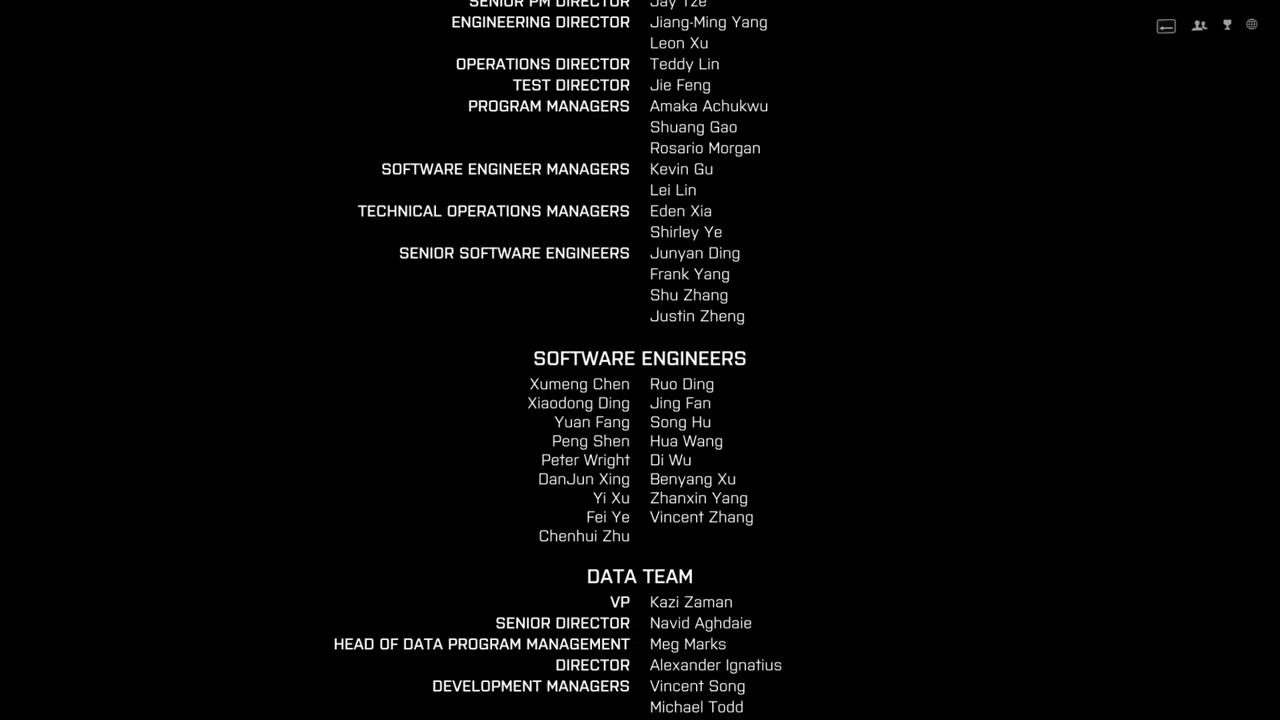 SENIOR PM DIRECTOR Jay Tze
ENGINEERING DIRECTOR Jiang-Ming Yang
Leon Xu
OPERATIONS DIRECTOR Teddy Lin
TEST DIRECTOR Jie Feng
PROGRAM MANAGERS Amaka Achukwu
Shuang Gao
Rosario Morgan
SOFTWARE ENGINEER MANAGERS Kevin Gu
Lei Lin
TECHNICAL OPERATIONS MANAGERS Eden Xia
Shirley Ye
SENIOR SOFTWARE ENGINEERS Junyan Ding
Frank Yang
Shu Zhang
Justin Zheng
SOFTWARE ENGINEERS
Xumeng Chen Ruo Ding
Xiaodong Ding Jing Fan
Yuan Fang Song Hu
Peng Shen Hua Wang
Peter Wright Di Wu
DanJun Xing Benyang Xu
Yi Xu Zhanxin Yang
Fei Ye Vincent Zhang
Chenhui Zhu
DATA TEAM
VP Kazi Zaman
SENIOR DIRECTOR Navid Aghdaie
HEAD OF DATA PROGRAM MANAGEMENT Meg Marks
DIRECTOR Alexander Ignatius
DEVELOPMENT MANAGERS Vincent Song
Michael Todd